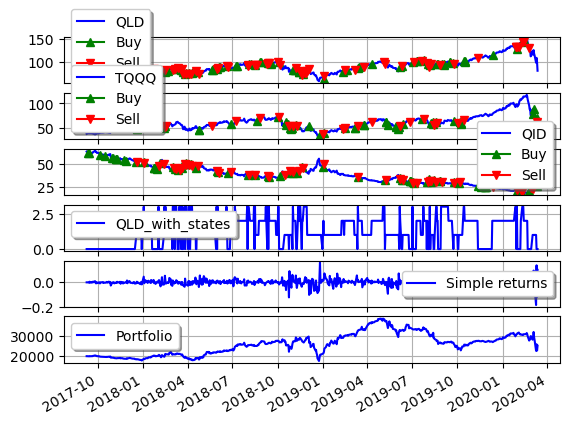 QLD
Buy
Sell
150
100
TQQQ
Buy
Sell
100
50
QID
Buy
Sell
50
25
QLD_with_states
2.5
0.0
Simple returns
0.0
−0.2
Portfolio
30000
20000
2017-10 2018-01 2018-04 2018-07 2018-10 2019-01 2019-04 2019-07 2019-10 2020-01 2020-04